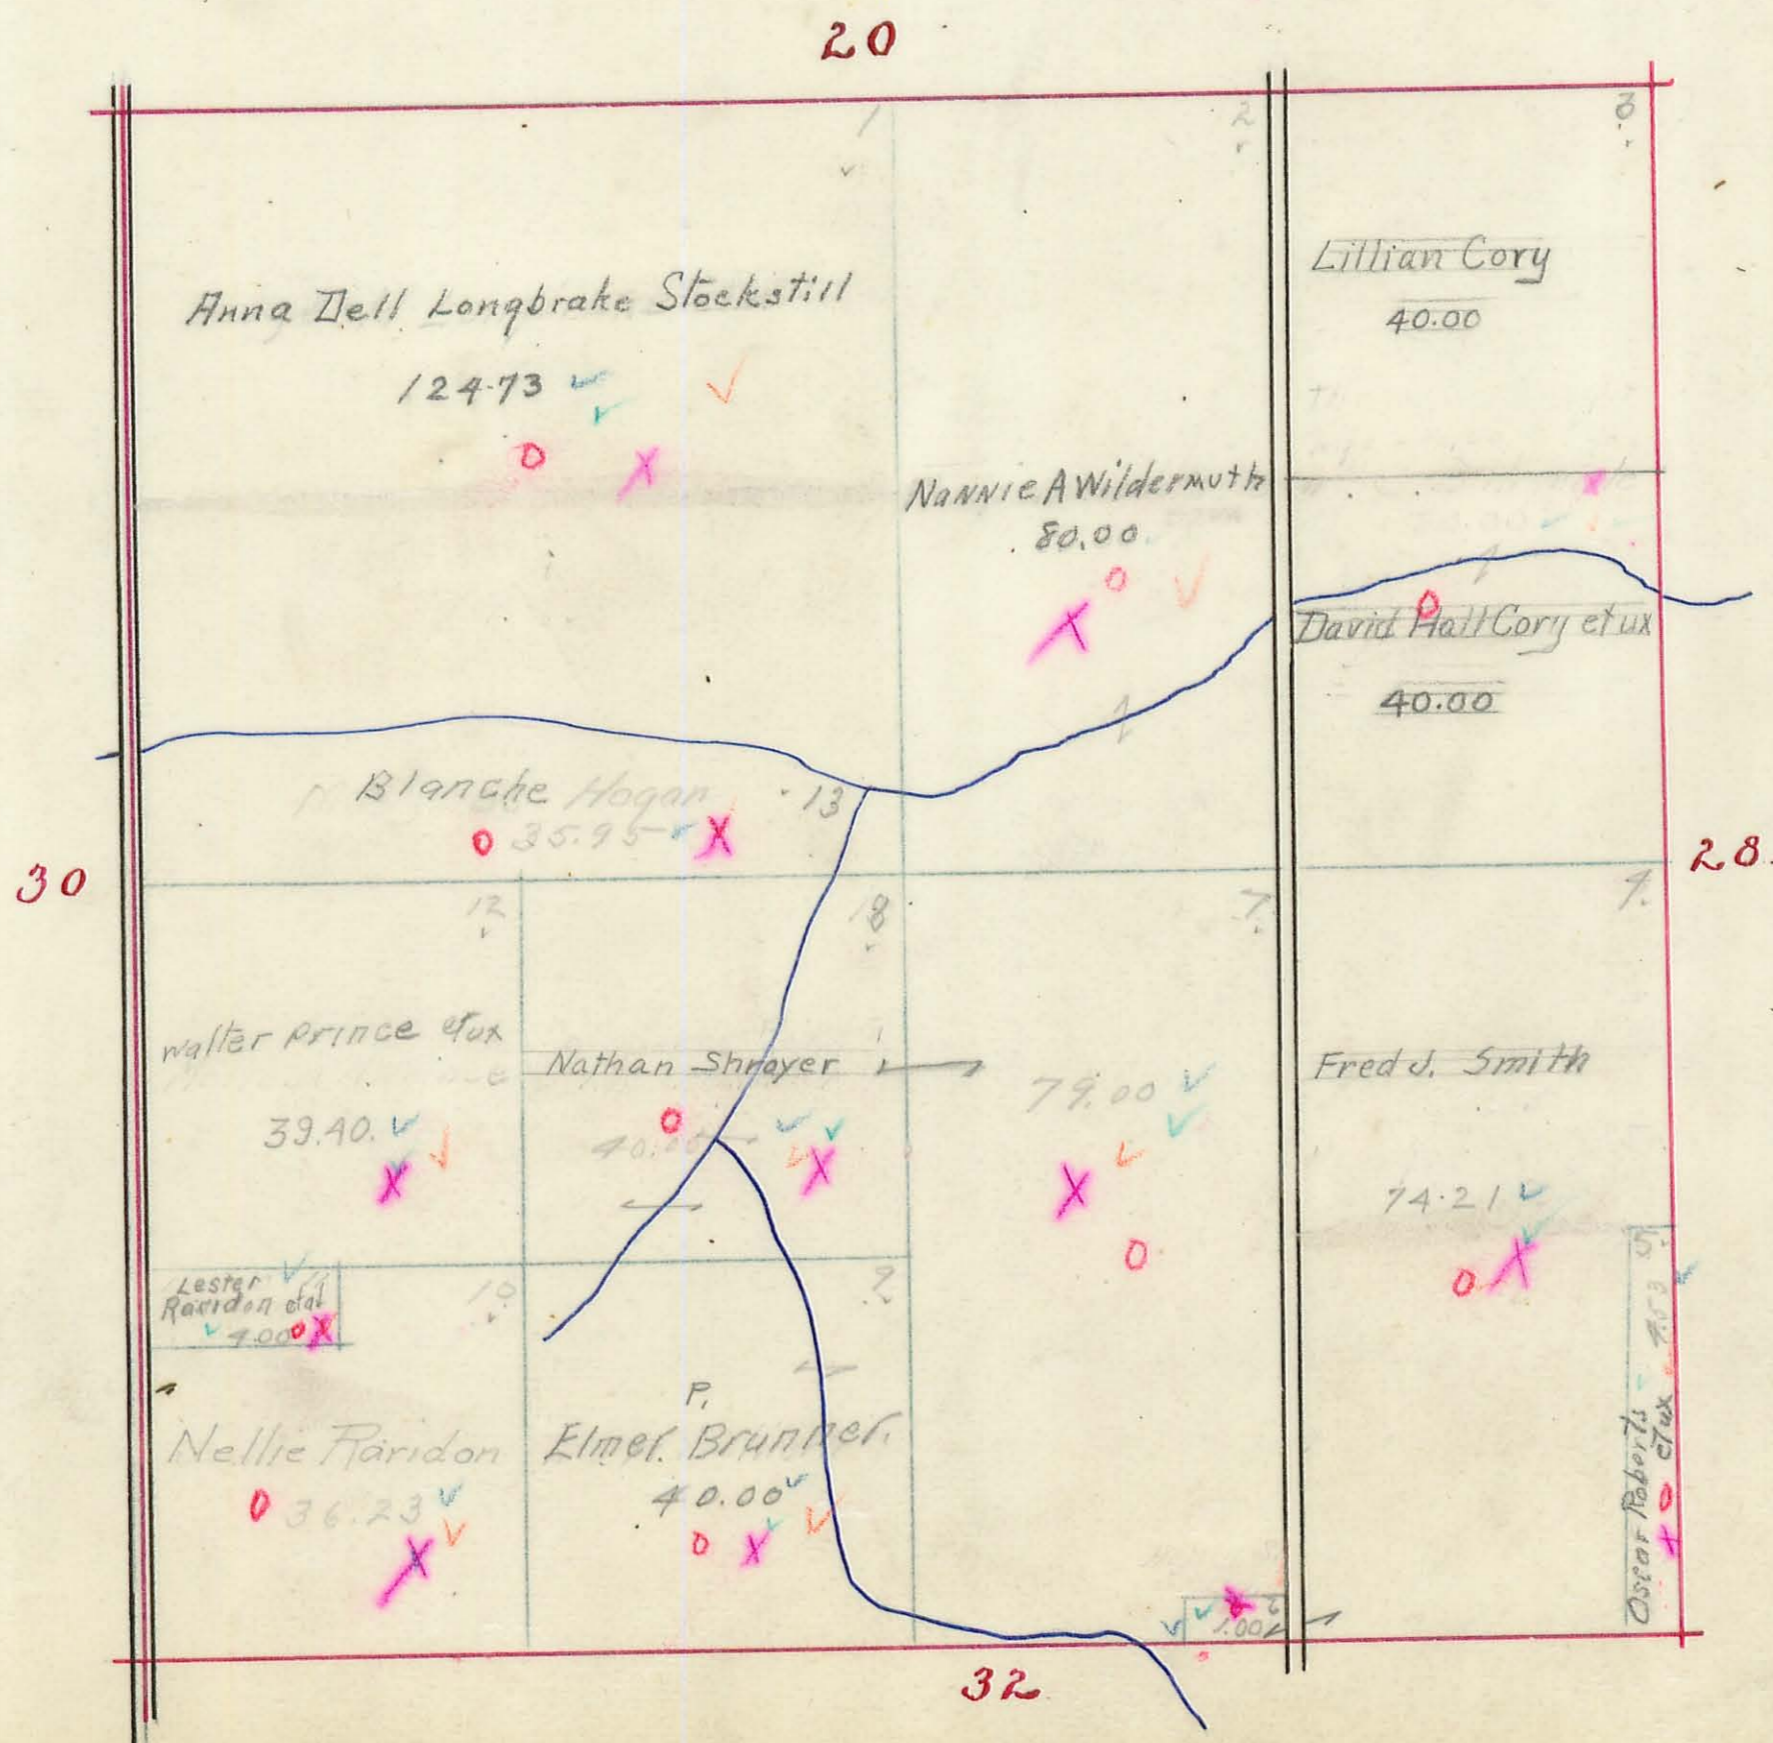 20
1
2
3
Lillian Cory
40.00
Anna Dell Longbrake Stockstill
124.73
Nannie A Wildermuth
80.00
David Hall Cory et ux
40.00
Blanche Hogan
13
35.95
30
28
12
8
7
4
Walter Prince et ux
39.40
Nathan Shrayer
40.00
79.00
Fred J. Smith
74.21
Lester
Raridon et al
4.00
10
9
5
4.53
Oscar Roberts
et ux
P.
Nellie Raridon
36.23
Elmer. Brunner.
40.00
1.00
32